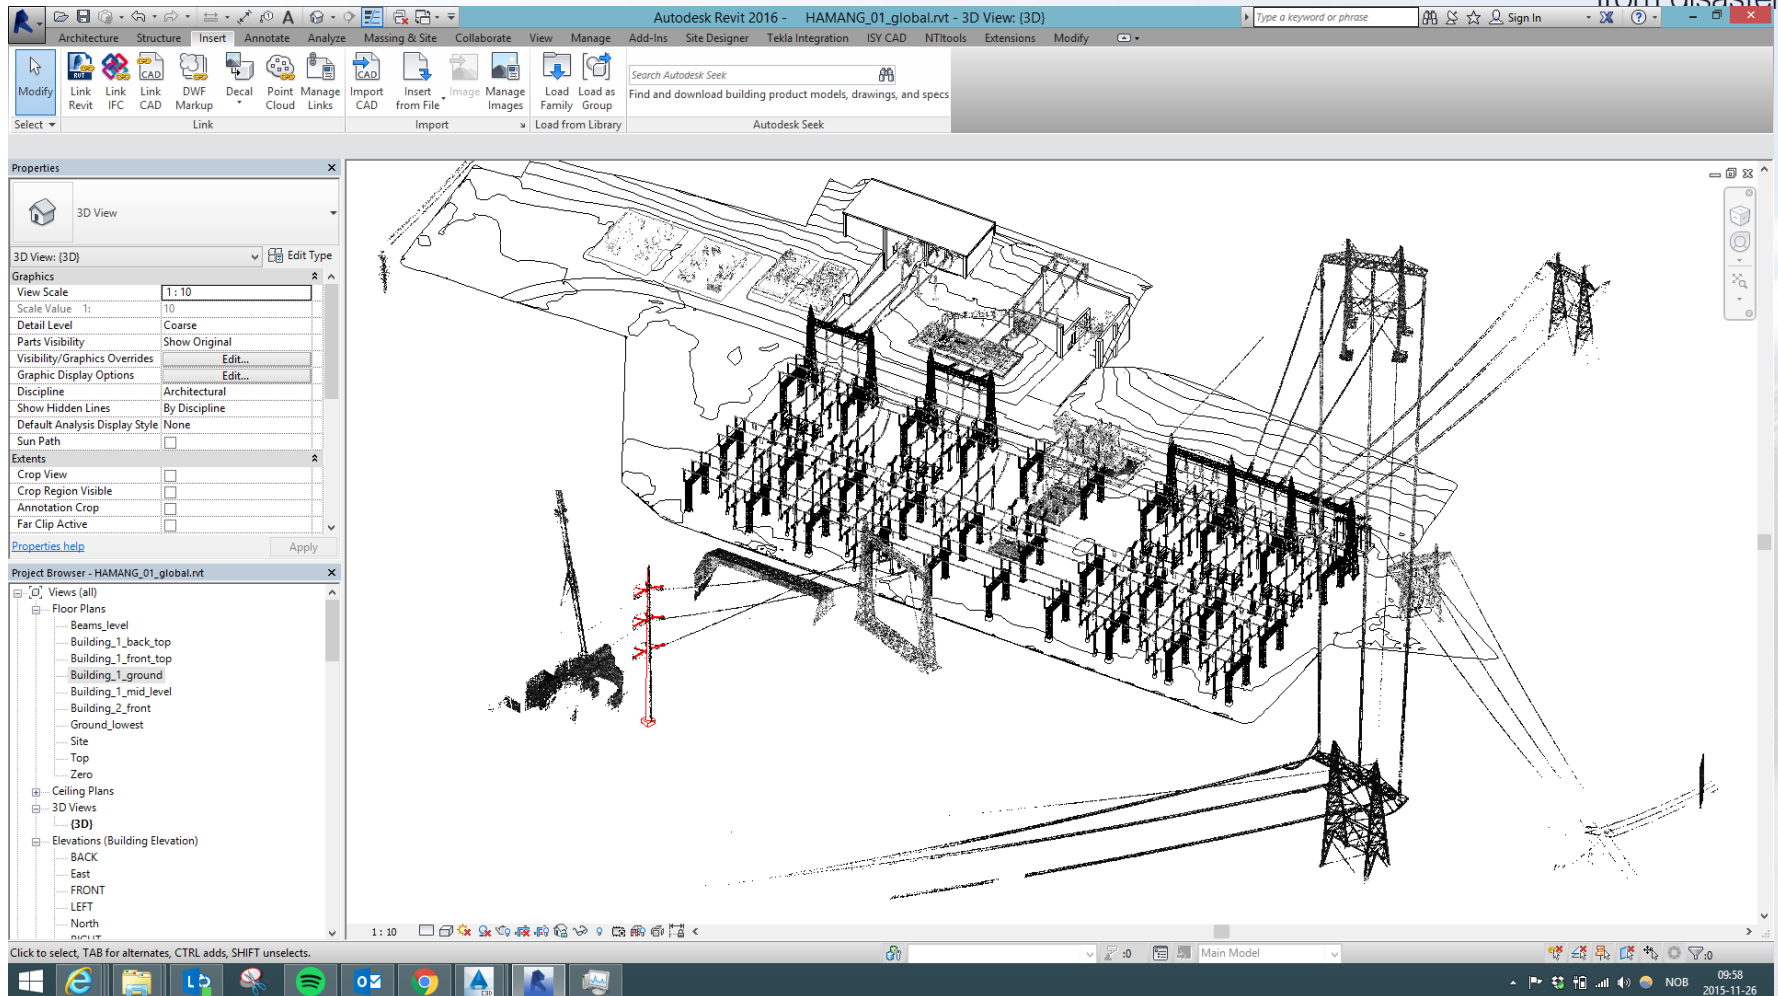 from disaster
Autodesk Revit 2016 - HAMANG_01_global.rvt - 3D View: {3D}
Type a keyword or phrase
Sign In
Architecture Structure Insert Annotate Analyze Massing & Site Collaborate View Manage Add-Ins Site Designer Tekla Integration ISY CAD NTItools Extensions Modify
Modify
Link Revit
Link IFC
Link CAD
DWF Markup
Decal
Point Cloud
Manage Links
Import CAD
Insert from File
Image
Manage Images
Load Family
Load as Group
Search Autodesk Seek
Find and download building product models, drawings, and specs
Select
Link
Import
Load from Library
Autodesk Seek
Properties
3D View
3D View: {3D}
Edit Type
Graphics
View Scale 1 : 10
Scale Value 1: 10
Detail Level Coarse
Parts Visibility Show Original
Visibility/Graphics Overrides Edit...
Graphic Display Options Edit...
Discipline Architectural
Show Hidden Lines By Discipline
Default Analysis Display Style None
Sun Path
Extents
Crop View
Crop Region Visible
Annotation Crop
Far Clip Active
Properties help Apply
Project Browser - HAMANG_01_global.rvt
Views (all)
Floor Plans
Beams_level
Building_1_back_top
Building_1_front_top
Building_1_ground
Building_1_mid_level
Building_2_front
Ground_lowest
Site
Top
Zero
Ceiling Plans
3D Views
{3D}
Elevations (Building Elevation)
BACK
East
FRONT
LEFT
North
RIGHT
1 : 10
Click to select, TAB for alternates, CTRL adds, SHIFT unselects.
:0
Main Model
:0
NOB
09:58
2015-11-26